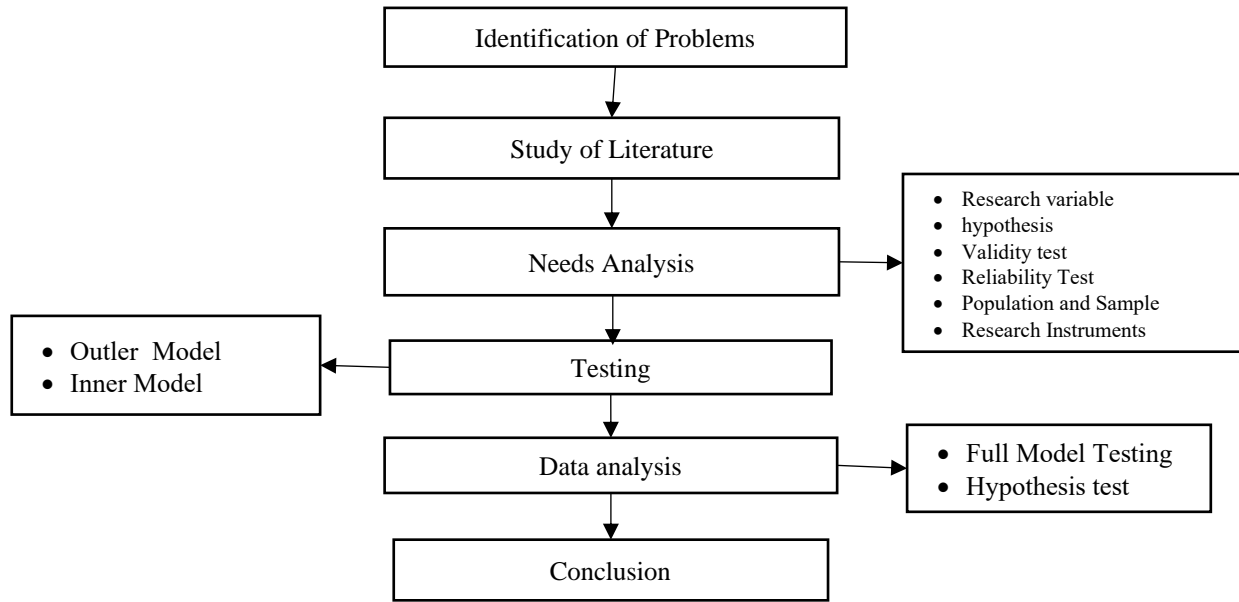 Identification of Problems
Study of Literature
Needs Analysis
• Research variable
• hypothesis
• Validity test
• Reliability Test
• Population and Sample
• Research Instruments
Testing
• Outler Model
• Inner Model
Data analysis
• Full Model Testing
• Hypothesis test
Conclusion